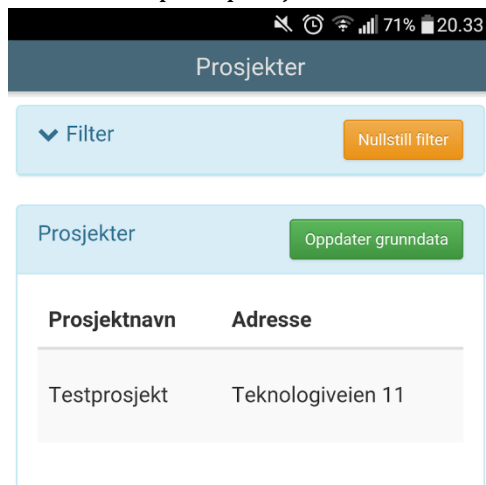 71% 20.33
Prosjekter
Filter
Nullstill filter
Prosjekter
Oppdater grunndata
Prosjektnavn Adresse
Testprosjekt Teknologiveien 11